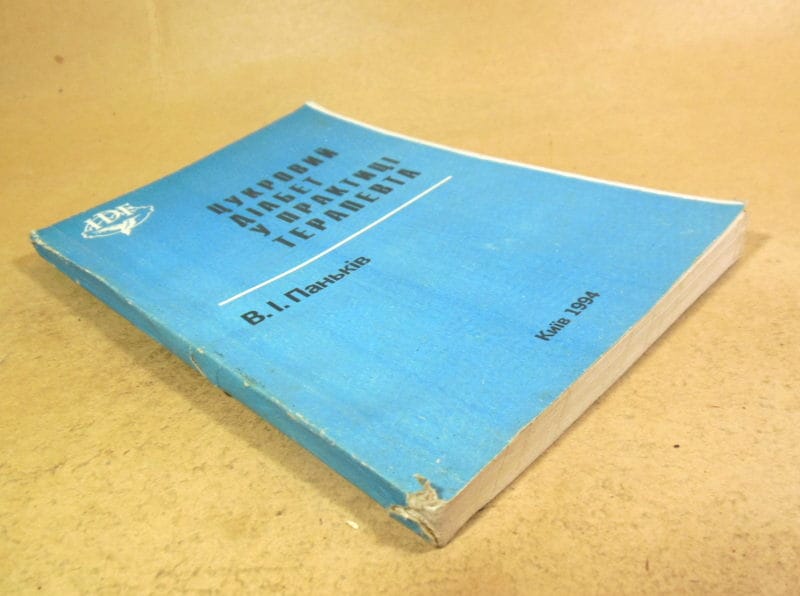 ЦУКРОВИЙ
ДІАБЕТ
У ПРАКТИЦІ
ТЕРАПЕВТА
В. І. Паньків
Київ 1994